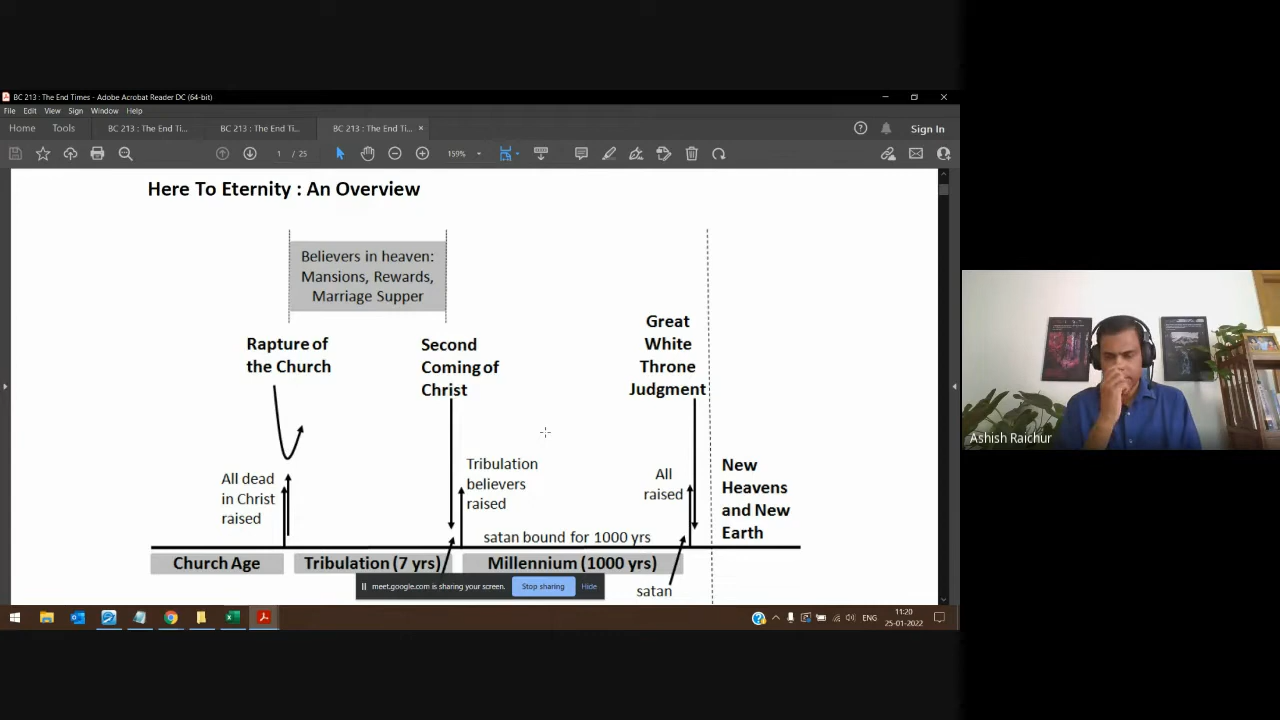 BC 213 : The End Times - Adobe Acrobat Reader DC (64-bit)
File Edit View Sign Window Help
Home Tools BC 213 : The End Ti... BC 213 : The End Ti... BC 213 : The End Ti... × Sign In
1 / 25 159%
Here To Eternity : An Overview
Believers in heaven:
Mansions, Rewards,
Marriage Supper
Rapture of
the Church
Second
Coming of
Christ
Great
White
Throne
Judgment
All dead
in Christ
raised
Tribulation
believers
raised
All
raised
New
Heavens
and New
Earth
satan bound for 1000 yrs
Church Age Tribulation (7 yrs) Millennium (1000 yrs)
meet.google.com is sharing your screen. Stop sharing Hide
satan
Ashish Raichur
ENG
11:20
25-01-2022